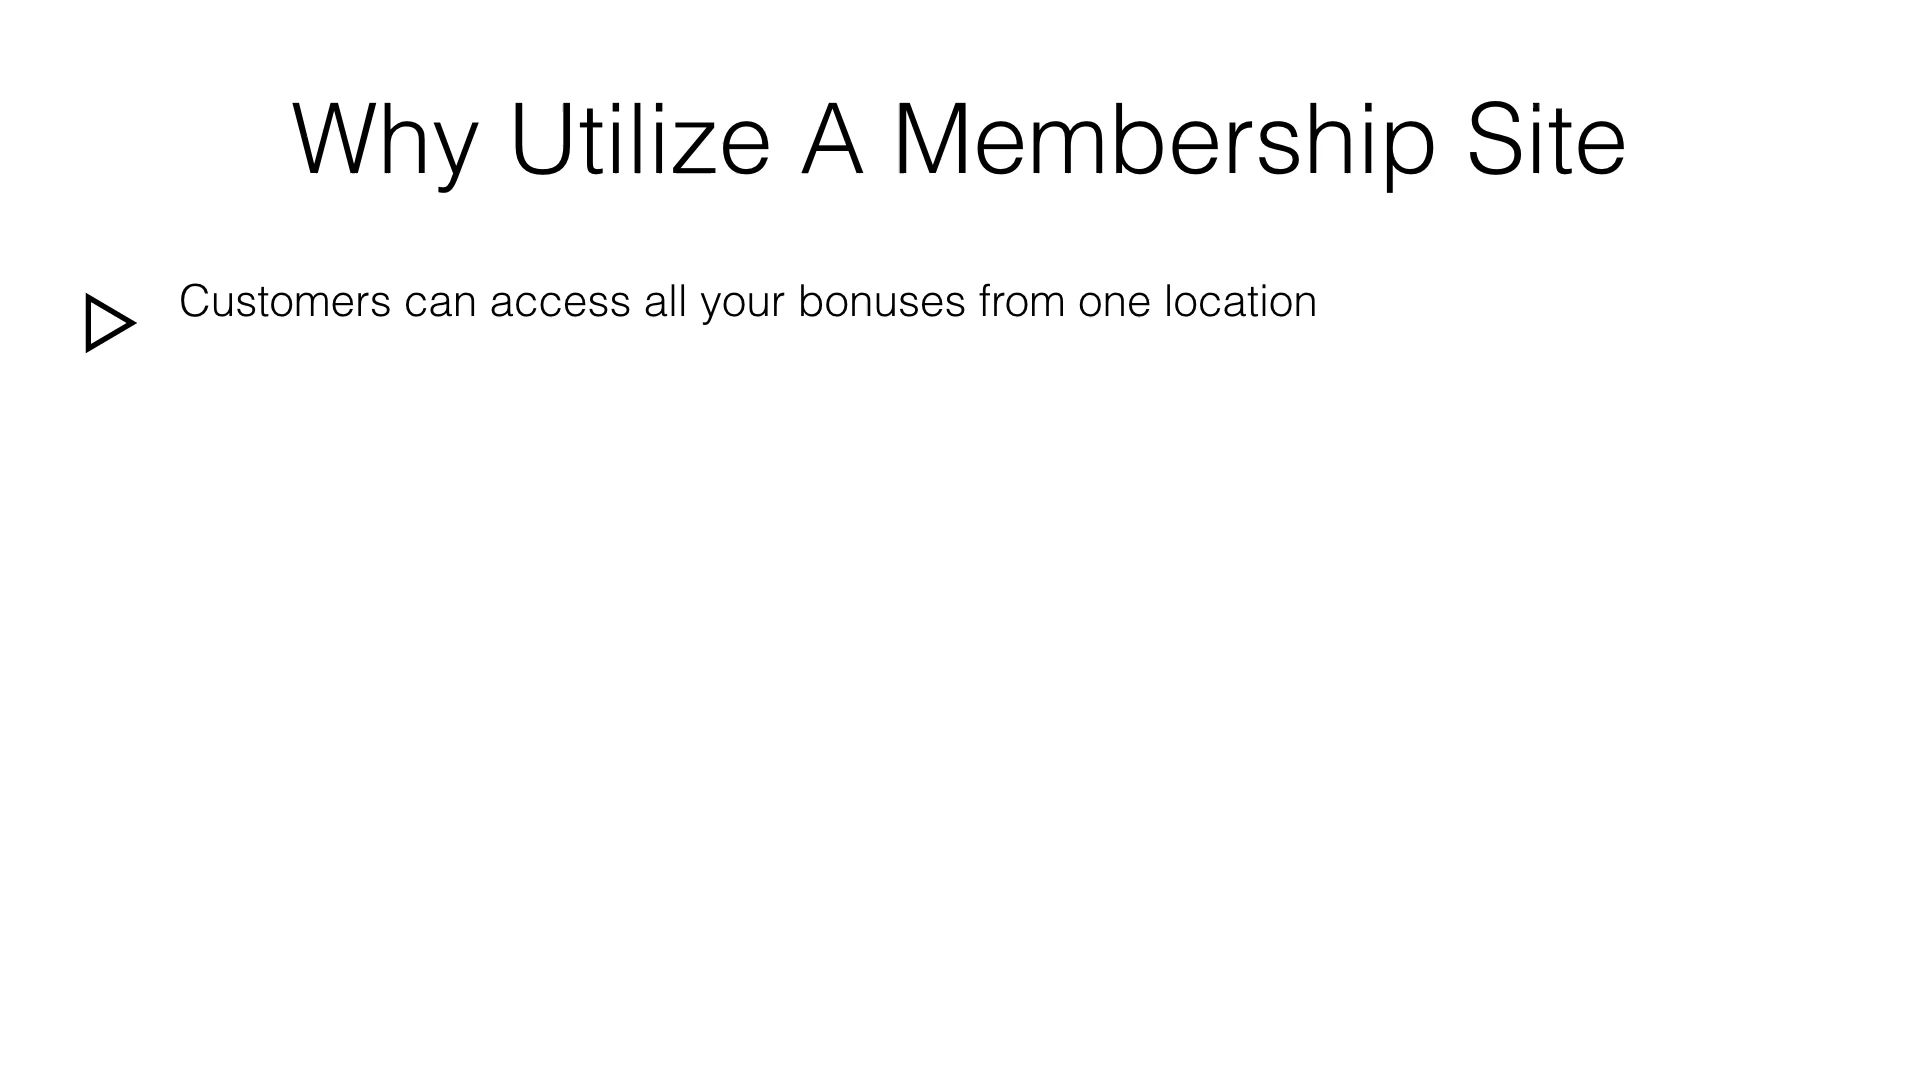 Why Utilize A Membership Site
Customers can access all your bonuses from one location